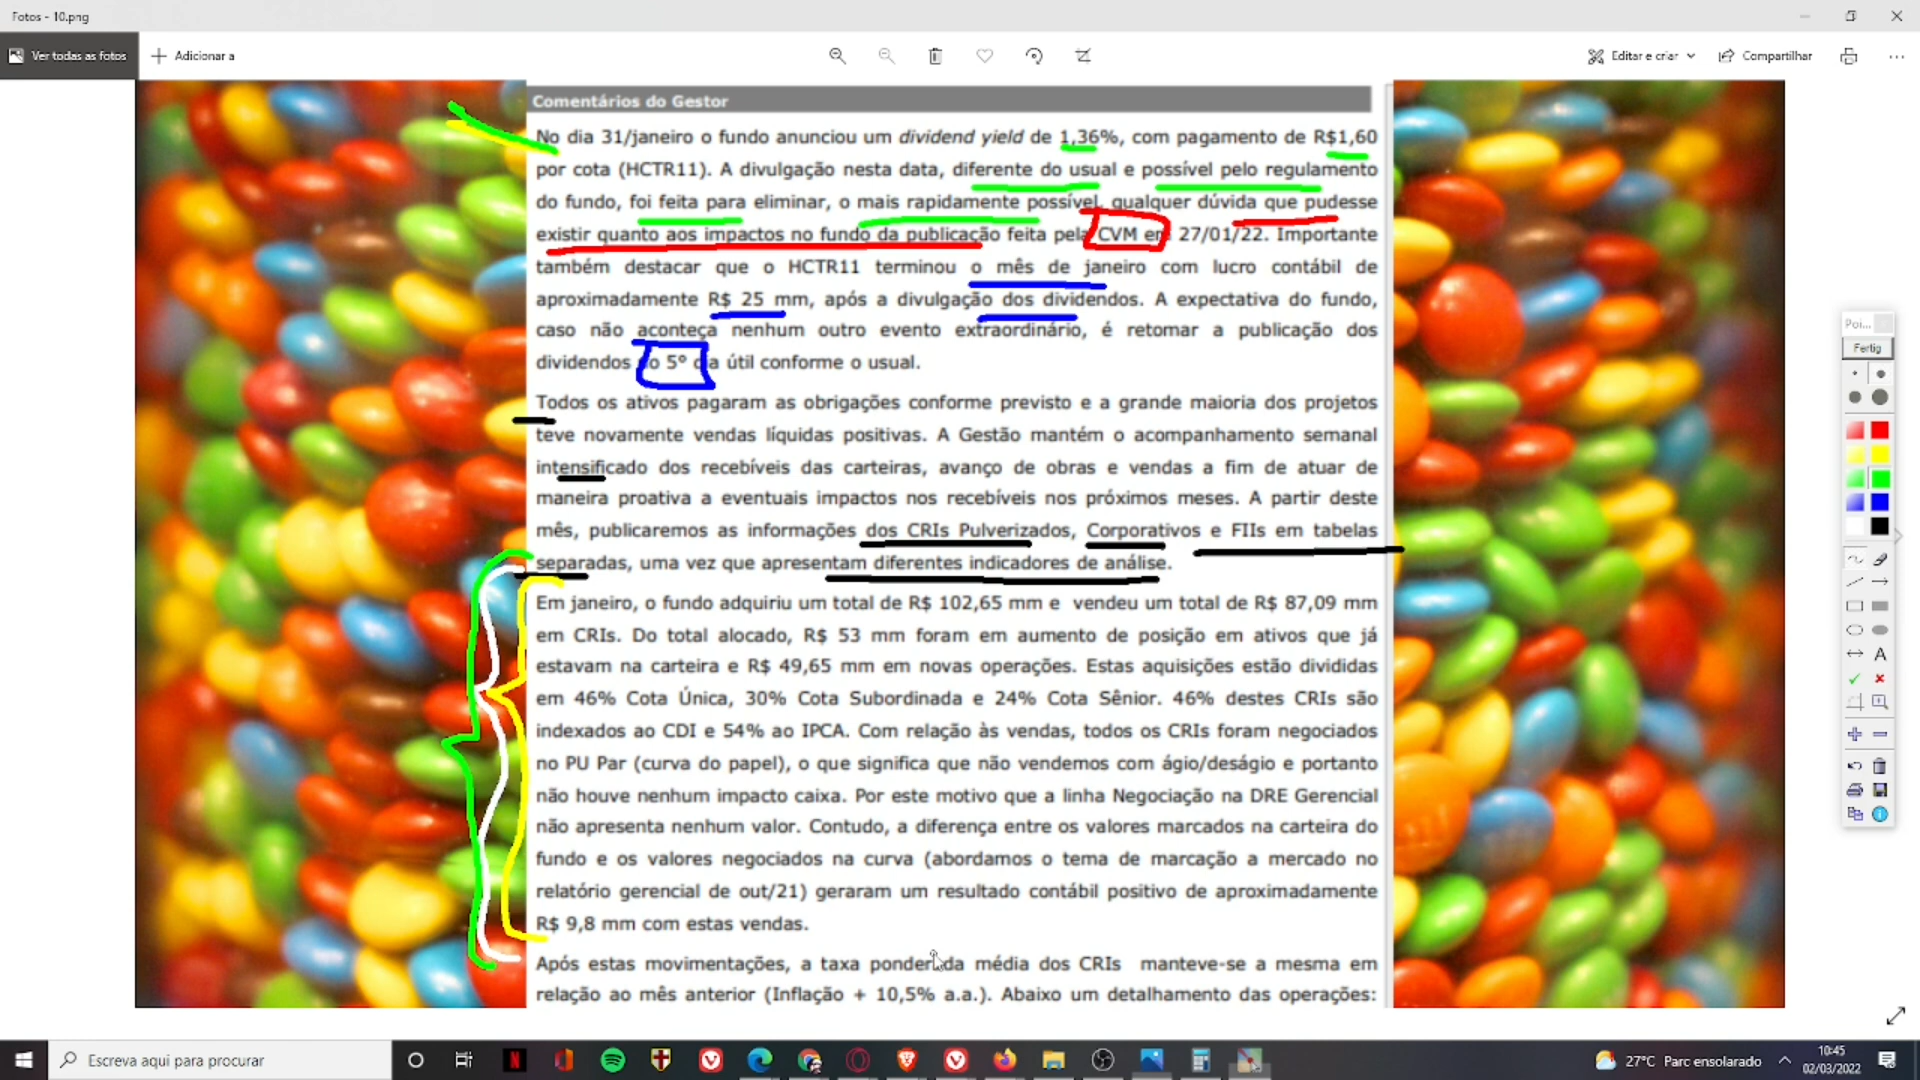 Fotos - 10.png
Ver todas as fotos
Adicionar a
Editar e criar
Compartilhar
Comentários do Gestor
No dia 31/janeiro o fundo anunciou um dividend yield de 1,36%, com pagamento de R$1,60
por cota (HCTR11). A divulgação nesta data, diferente do usual e possível pelo regulamento
do fundo, foi feita para eliminar, o mais rapidamente possível, qualquer dúvida que pudesse
existir quanto aos impactos no fundo da publicação feita pela CVM em 27/01/22. Importante
também destacar que o HCTR11 terminou o mês de janeiro com lucro contábil de
aproximadamente R$ 25 mm, após a divulgação dos dividendos. A expectativa do fundo,
caso não aconteça nenhum outro evento extraordinário, é retomar a publicação dos
dividendos no 5° dia útil conforme o usual.
Todos os ativos pagaram as obrigações conforme previsto e a grande maioria dos projetos
teve novamente vendas líquidas positivas. A Gestão mantém o acompanhamento semanal
intensificado dos recebíveis das carteiras, avanço de obras e vendas a fim de atuar de
maneira proativa a eventuais impactos nos recebíveis nos próximos meses. A partir deste
mês, publicaremos as informações dos CRIs Pulverizados, Corporativos e FIIs em tabelas
separadas, uma vez que apresentam diferentes indicadores de análise.
Em janeiro, o fundo adquiriu um total de R$ 102,65 mm e vendeu um total de R$ 87,09 mm
em CRIs. Do total alocado, R$ 53 mm foram em aumento de posição em ativos que já
estavam na carteira e R$ 49,65 mm em novas operações. Estas aquisições estão divididas
em 46% Cota Única, 30% Cota Subordinada e 24% Cota Sênior. 46% destes CRIs são
indexados ao CDI e 54% ao IPCA. Com relação às vendas, todos os CRIs foram negociados
no PU Par (curva do papel), o que significa que não vendemos com ágio/deságio e portanto
não houve nenhum impacto caixa. Por este motivo que a linha Negociação na DRE Gerencial
não apresenta nenhum valor. Contudo, a diferença entre os valores marcados na carteira do
fundo e os valores negociados na curva (abordamos o tema de marcação a mercado no
relatório gerencial de out/21) geraram um resultado contábil positivo de aproximadamente
R$ 9,8 mm com estas vendas.
Após estas movimentações, a taxa ponderada média dos CRIs manteve-se a mesma em
relação ao mês anterior (Inflação + 10,5% a.a.). Abaixo um detalhamento das operações:
Poi...
Fertig
A
Escreva aqui para procurar
27°C Parc ensolarado
10:45
02/03/2022